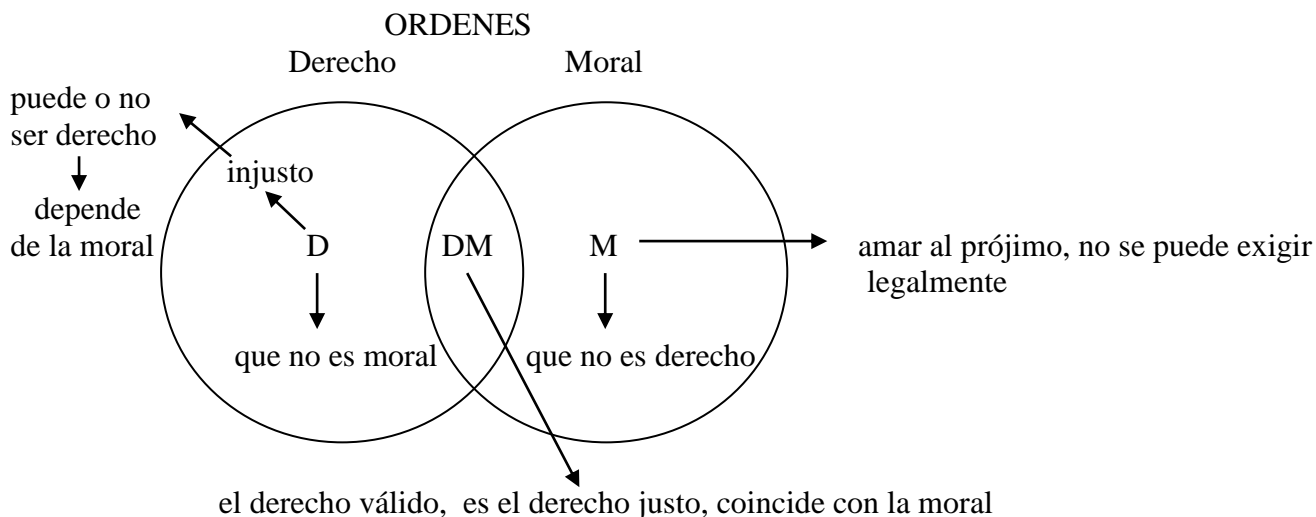 ORDENES
Derecho Moral
puede o no
ser derecho
injusto
depende
de la moral
D DM M
amar al prójimo, no se puede exigir
legalmente
que no es moral
que no es derecho
el derecho válido, es el derecho justo, coincide con la moral